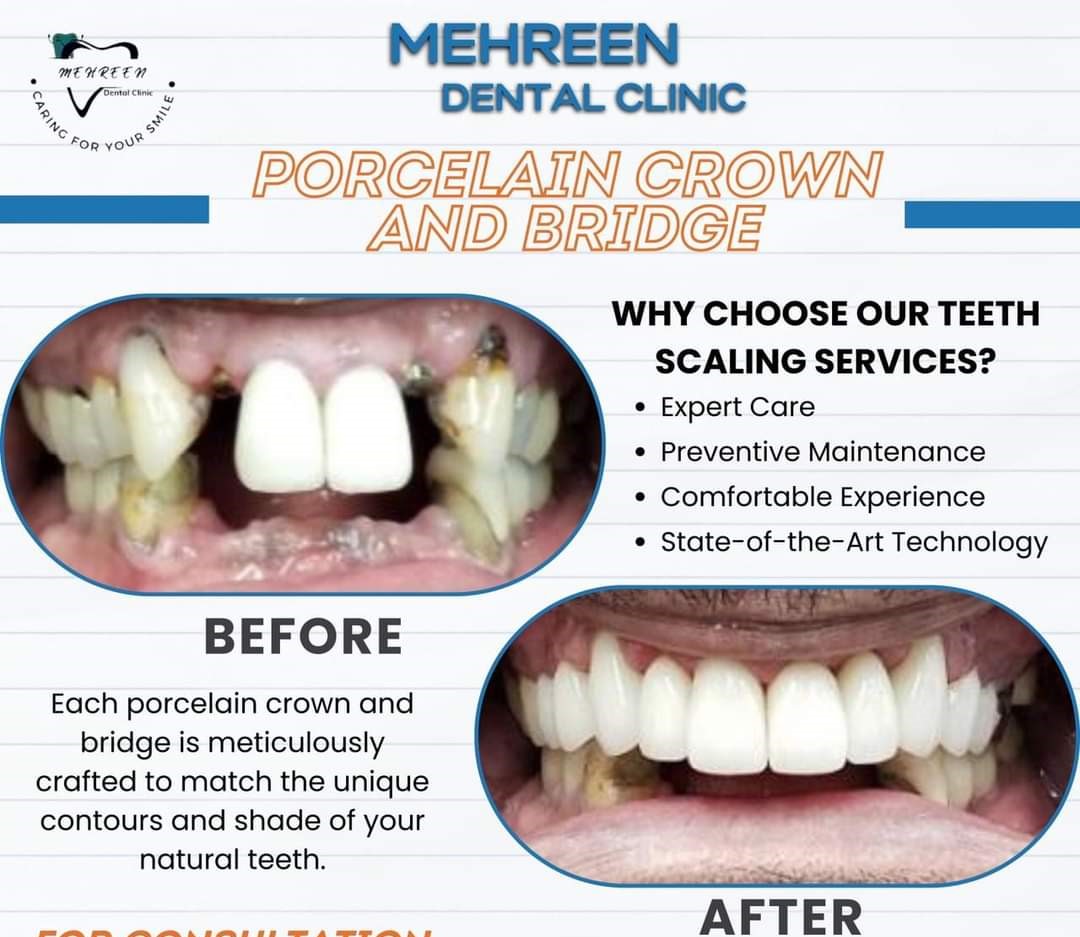 MEHREEN
Dental Clinic
CARING FOR YOUR SMILE
MEHREEN
DENTAL CLINIC
PORCELAIN CROWN
AND BRIDGE
WHY CHOOSE OUR TEETH
SCALING SERVICES?
• Expert Care
• Preventive Maintenance
• Comfortable Experience
• State-of-the-Art Technology
BEFORE
Each porcelain crown and
bridge is meticulously
crafted to match the unique
contours and shade of your
natural teeth.
AFTER
FOR CONSULTATION